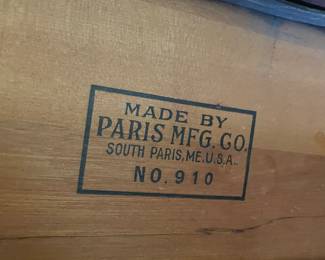 MADE BY
PARIS MFG. CO.
SOUTH PARIS, ME. U.S.A.
NO. 910